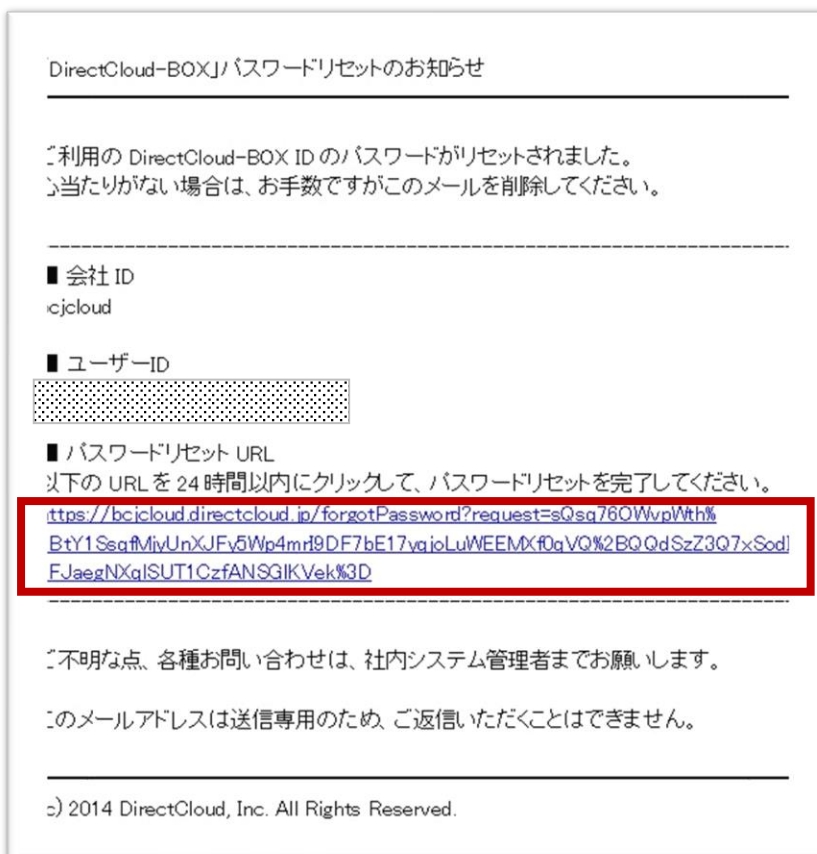 DirectCloud-BOX」パスワードリセットのお知らせ
ご利用の DirectCloud-BOX ID のパスワードがリセットされました。
心当たりがない場合は、お手数ですがこのメールを削除してください。
■ 会社 ID
bcjcloud
■ ユーザーID
■ パスワードリセット URL
以下の URL を 24 時間以内にクリックして、パスワードリセットを完了してください。
https://bcjcloud.directcloud.jp/forgotPassword?request=sQsq76OWvpWth%
ご不明な点、各種お問い合わせは、社内システム管理者までお願いします。
このメールアドレスは送信専用のため、ご返信いただくことはできません。
c) 2014 DirectCloud, Inc. All Rights Reserved.